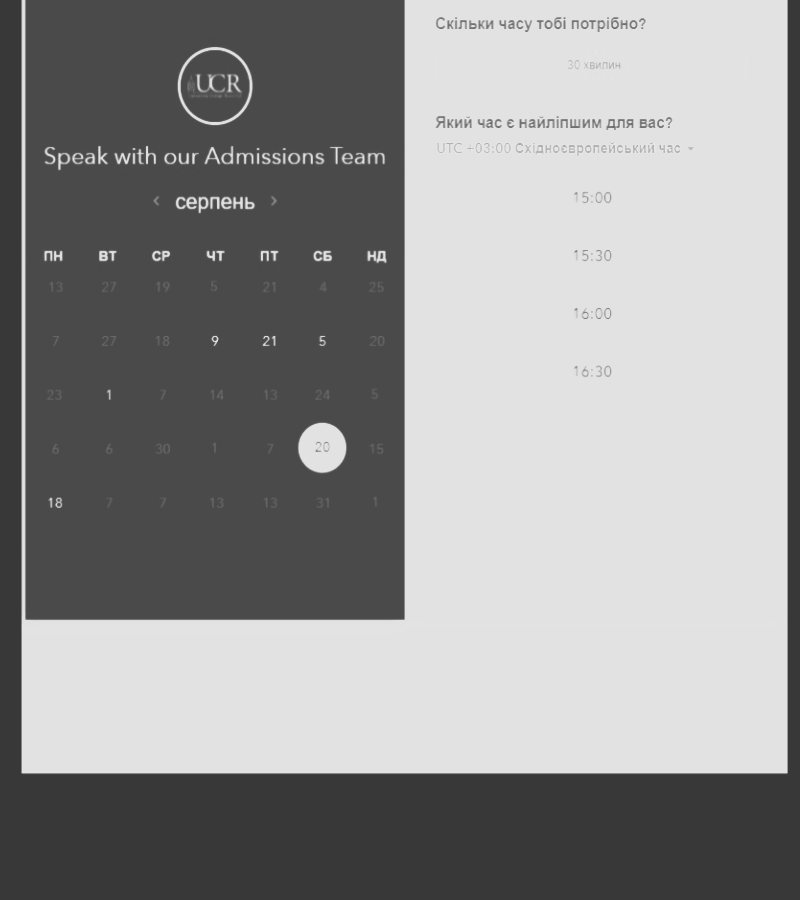 UCR
Speak with our Admissions Team
серпень
ПН ВТ СР ЧТ ПТ СБ НД
13 27 19 5 21 4 25
7 27 18 9 21 5 20
23 1 7 14 13 24 5
6 6 30 1 7 20 15
18 7 7 13 13 31 1
Скільки часу тобі потрібно?
30 хвилин
Який час є найліпшим для вас?
UTC +03:00 Східноєвропейський час
15:00
15:30
16:00
16:30